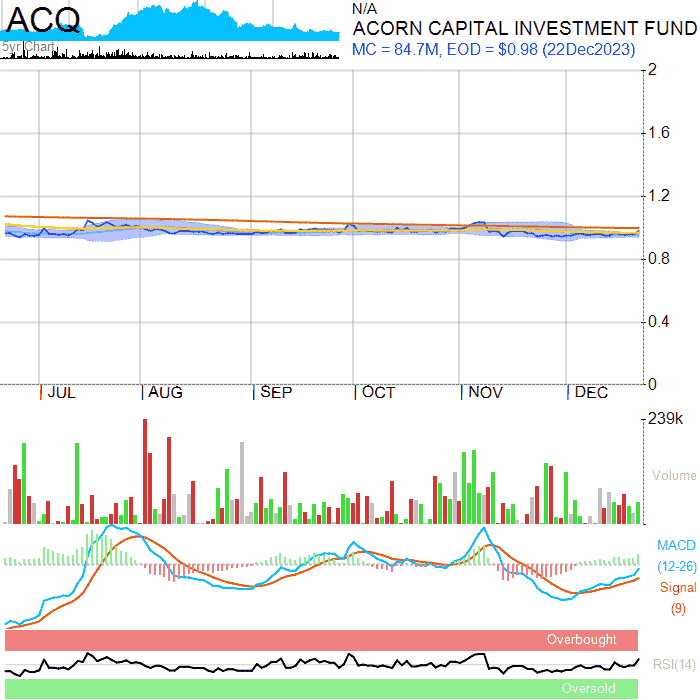 ACQ
5yr Chart
N/A
ACORN CAPITAL INVESTMENT FUND
MC = 84.7M, EOD = $0.98 (22Dec2023)
2
1.6
1.2
0.8
0.4
0
JUL AUG SEP OCT NOV DEC
239k
Volume
MACD
(12-26)
Signal
(9)
Overbought
RSI(14)
Oversold